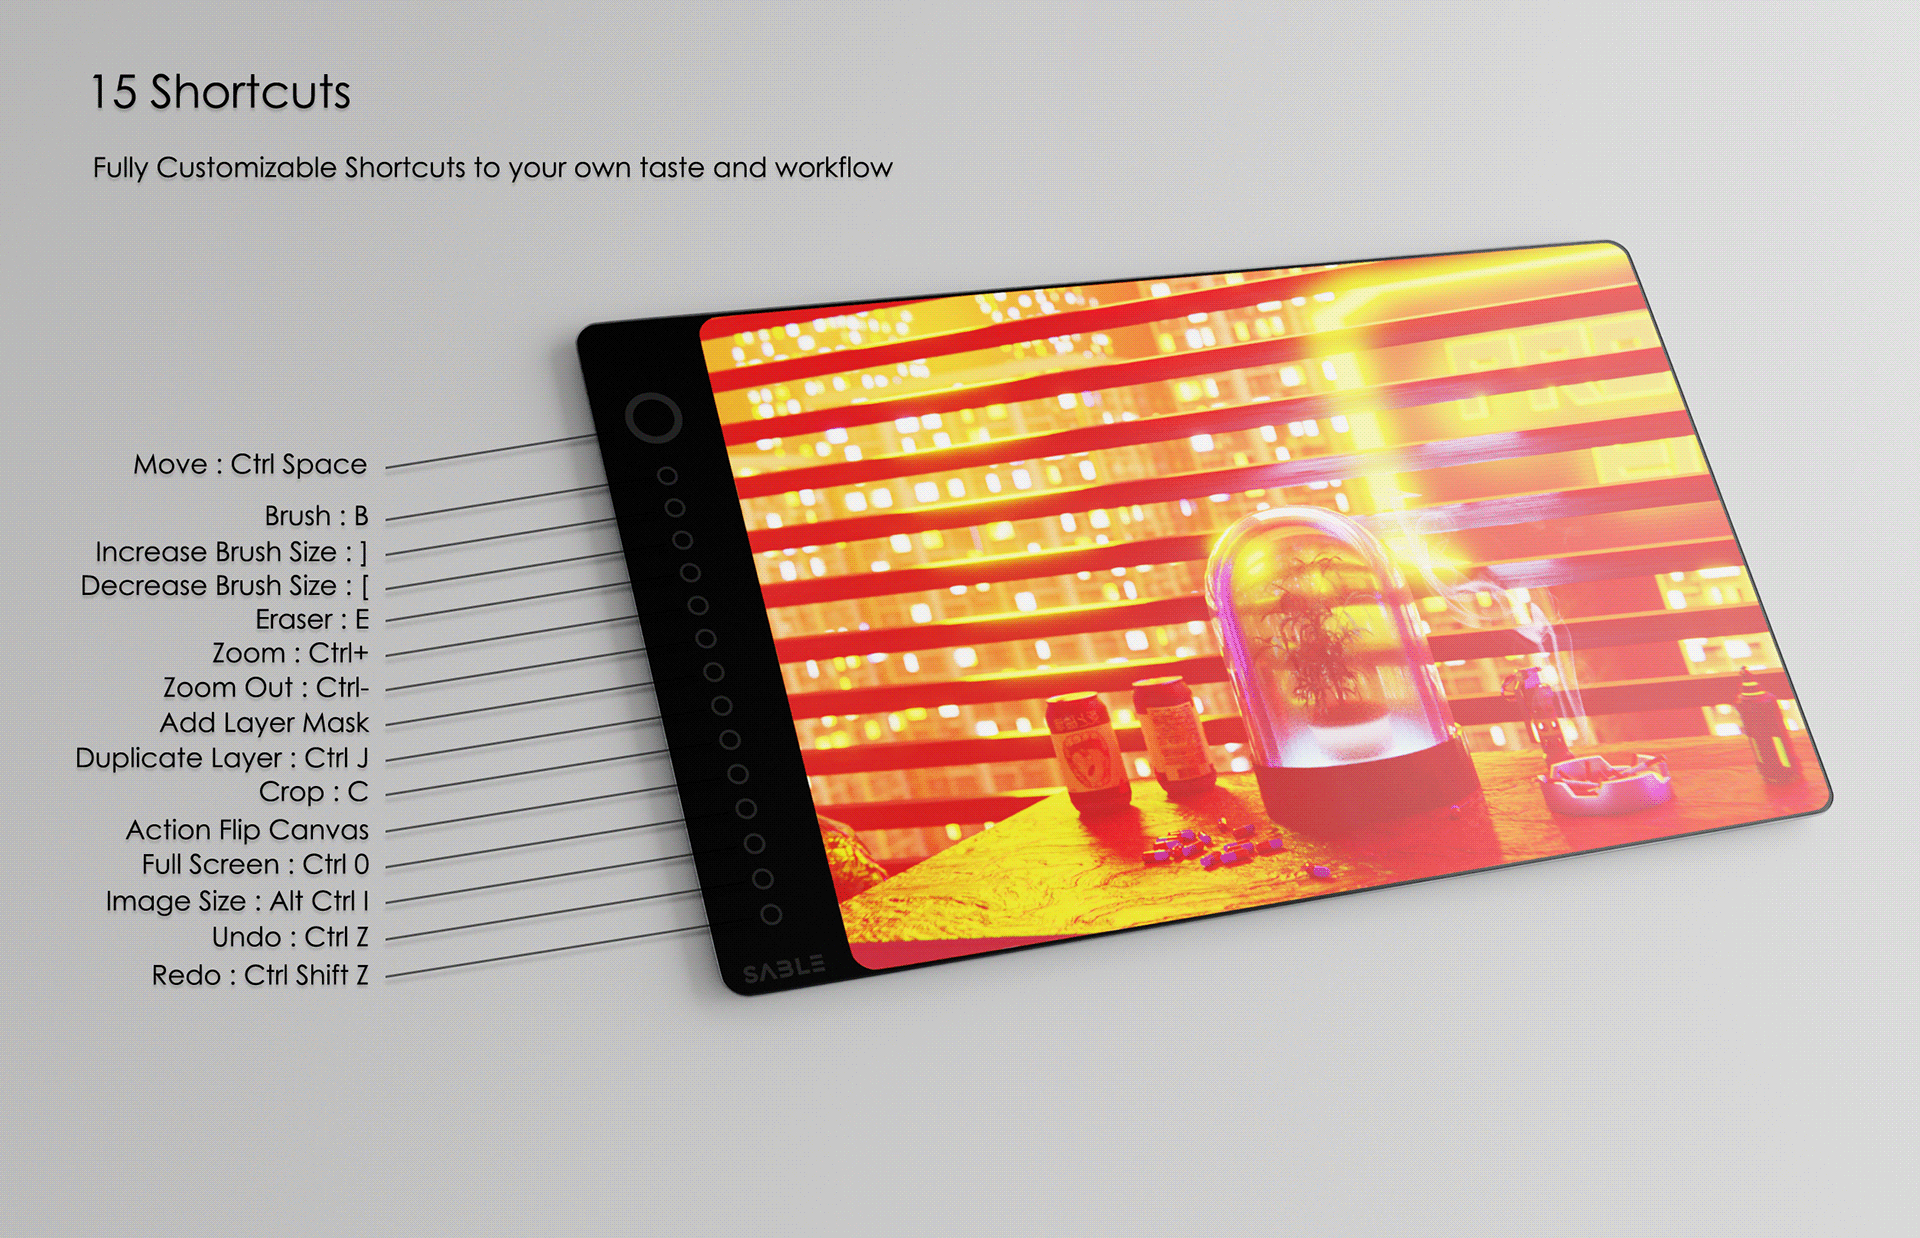 15 Shortcuts
Fully Customizable Shortcuts to your own taste and workflow
Move : Ctrl Space
Brush : B
Increase Brush Size : ]
Decrease Brush Size : [
Eraser : E
Zoom : Ctrl+
Zoom Out : Ctrl-
Add Layer Mask
Duplicate Layer : Ctrl J
Crop : C
Action Flip Canvas
Full Screen : Ctrl 0
Image Size : Alt Ctrl I
Undo : Ctrl Z
Redo : Ctrl Shift Z
SABLE